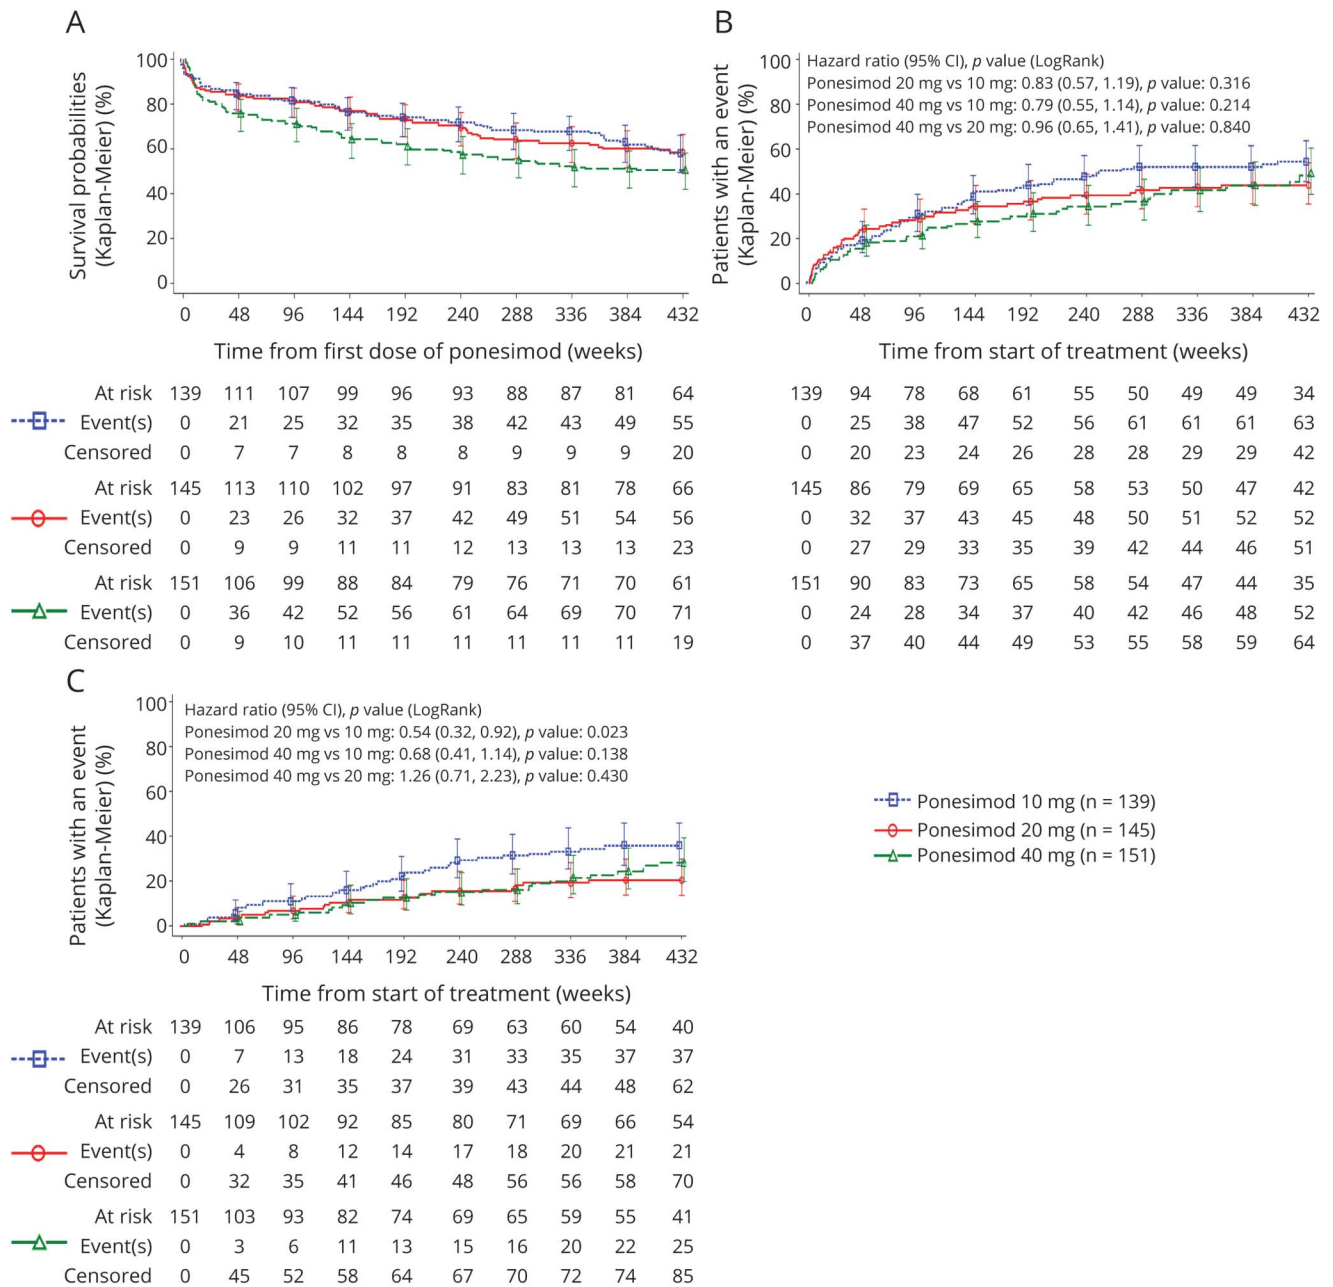 A
Survival probabilities
(Kaplan-Meier) (%)
100
80
60
40
20
0
0 48 96 144 192 240 288 336 384 432
Time from first dose of ponesimod (weeks)
At risk 139 111 107 99 96 93 88 87 81 64
Event(s) 0 21 25 32 35 38 42 43 49 55
Censored 0 7 7 8 8 8 9 9 9 20
At risk 145 113 110 102 97 91 83 81 78 66
Event(s) 0 23 26 32 37 42 49 51 54 56
Censored 0 9 9 11 11 12 13 13 13 23
At risk 151 106 99 88 84 79 76 71 70 61
Event(s) 0 36 42 52 56 61 64 69 70 71
Censored 0 9 10 11 11 11 11 11 11 19
B
Patients with an event
(Kaplan-Meier) (%)
100
80
60
40
20
0
Hazard ratio (95% CI), p value (LogRank)
Ponesimod 20 mg vs 10 mg: 0.83 (0.57, 1.19), p value: 0.316
Ponesimod 40 mg vs 10 mg: 0.79 (0.55, 1.14), p value: 0.214
Ponesimod 40 mg vs 20 mg: 0.96 (0.65, 1.41), p value: 0.840
0 48 96 144 192 240 288 336 384 432
Time from start of treatment (weeks)
139 94 78 68 61 55 50 49 49 34
0 25 38 47 52 56 61 61 61 63
0 20 23 24 26 28 28 29 29 42
145 86 79 69 65 58 53 50 47 42
0 32 37 43 45 48 50 51 52 52
0 27 29 33 35 39 42 44 46 51
151 90 83 73 65 58 54 47 44 35
0 24 28 34 37 40 42 46 48 52
0 37 40 44 49 53 55 58 59 64
C
Patients with an event
(Kaplan-Meier) (%)
100
80
60
40
20
0
Hazard ratio (95% CI), p value (LogRank)
Ponesimod 20 mg vs 10 mg: 0.54 (0.32, 0.92), p value: 0.023
Ponesimod 40 mg vs 10 mg: 0.68 (0.41, 1.14), p value: 0.138
Ponesimod 40 mg vs 20 mg: 1.26 (0.71, 2.23), p value: 0.430
0 48 96 144 192 240 288 336 384 432
Time from start of treatment (weeks)
At risk 139 106 95 86 78 69 63 60 54 40
Event(s) 0 7 13 18 24 31 33 35 37 37
Censored 0 26 31 35 37 39 43 44 48 62
At risk 145 109 102 92 85 80 71 69 66 54
Event(s) 0 4 8 12 14 17 18 20 21 21
Censored 0 32 35 41 46 48 56 56 58 70
At risk 151 103 93 82 74 69 65 59 55 41
Event(s) 0 3 6 11 13 15 16 20 22 25
Censored 0 45 52 58 64 67 70 72 74 85
Ponesimod 10 mg (n = 139)
Ponesimod 20 mg (n = 145)
Ponesimod 40 mg (n = 151)